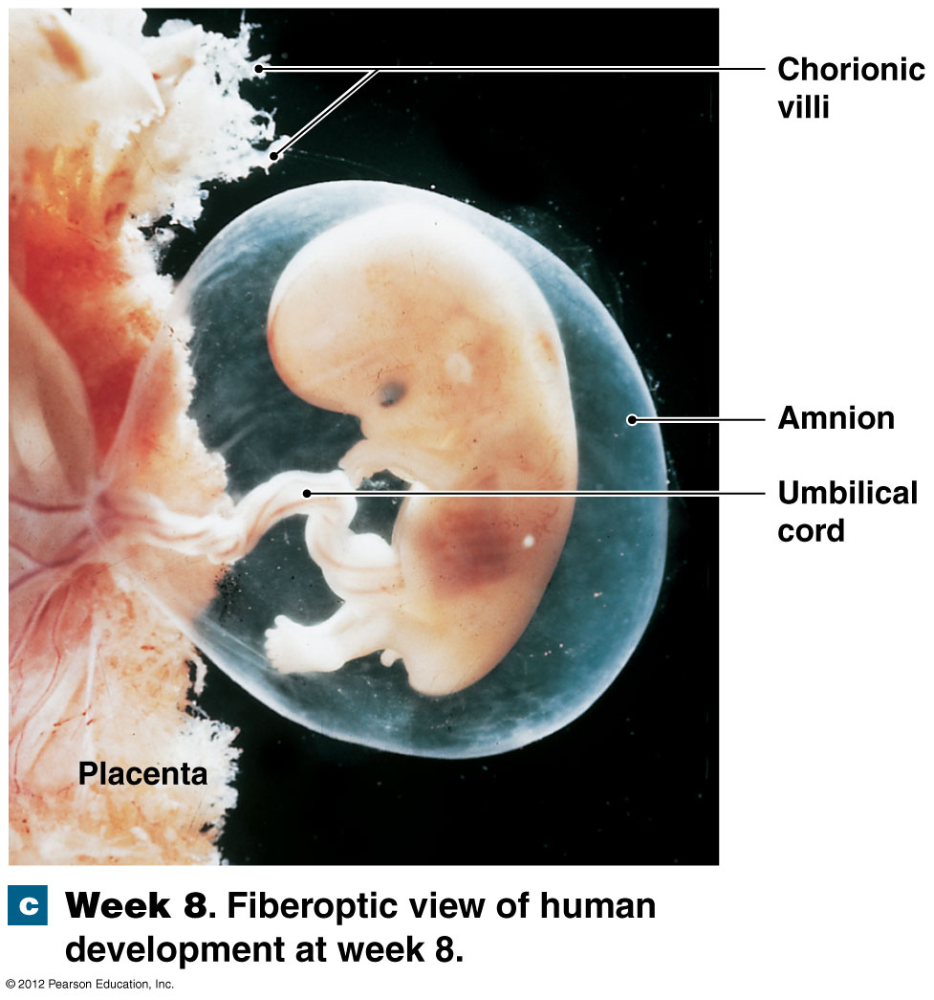 Chorionic
villi
Amnion
Umbilical
cord
Placenta
c Week 8. Fiberoptic view of human
development at week 8.
© 2012 Pearson Education, Inc.